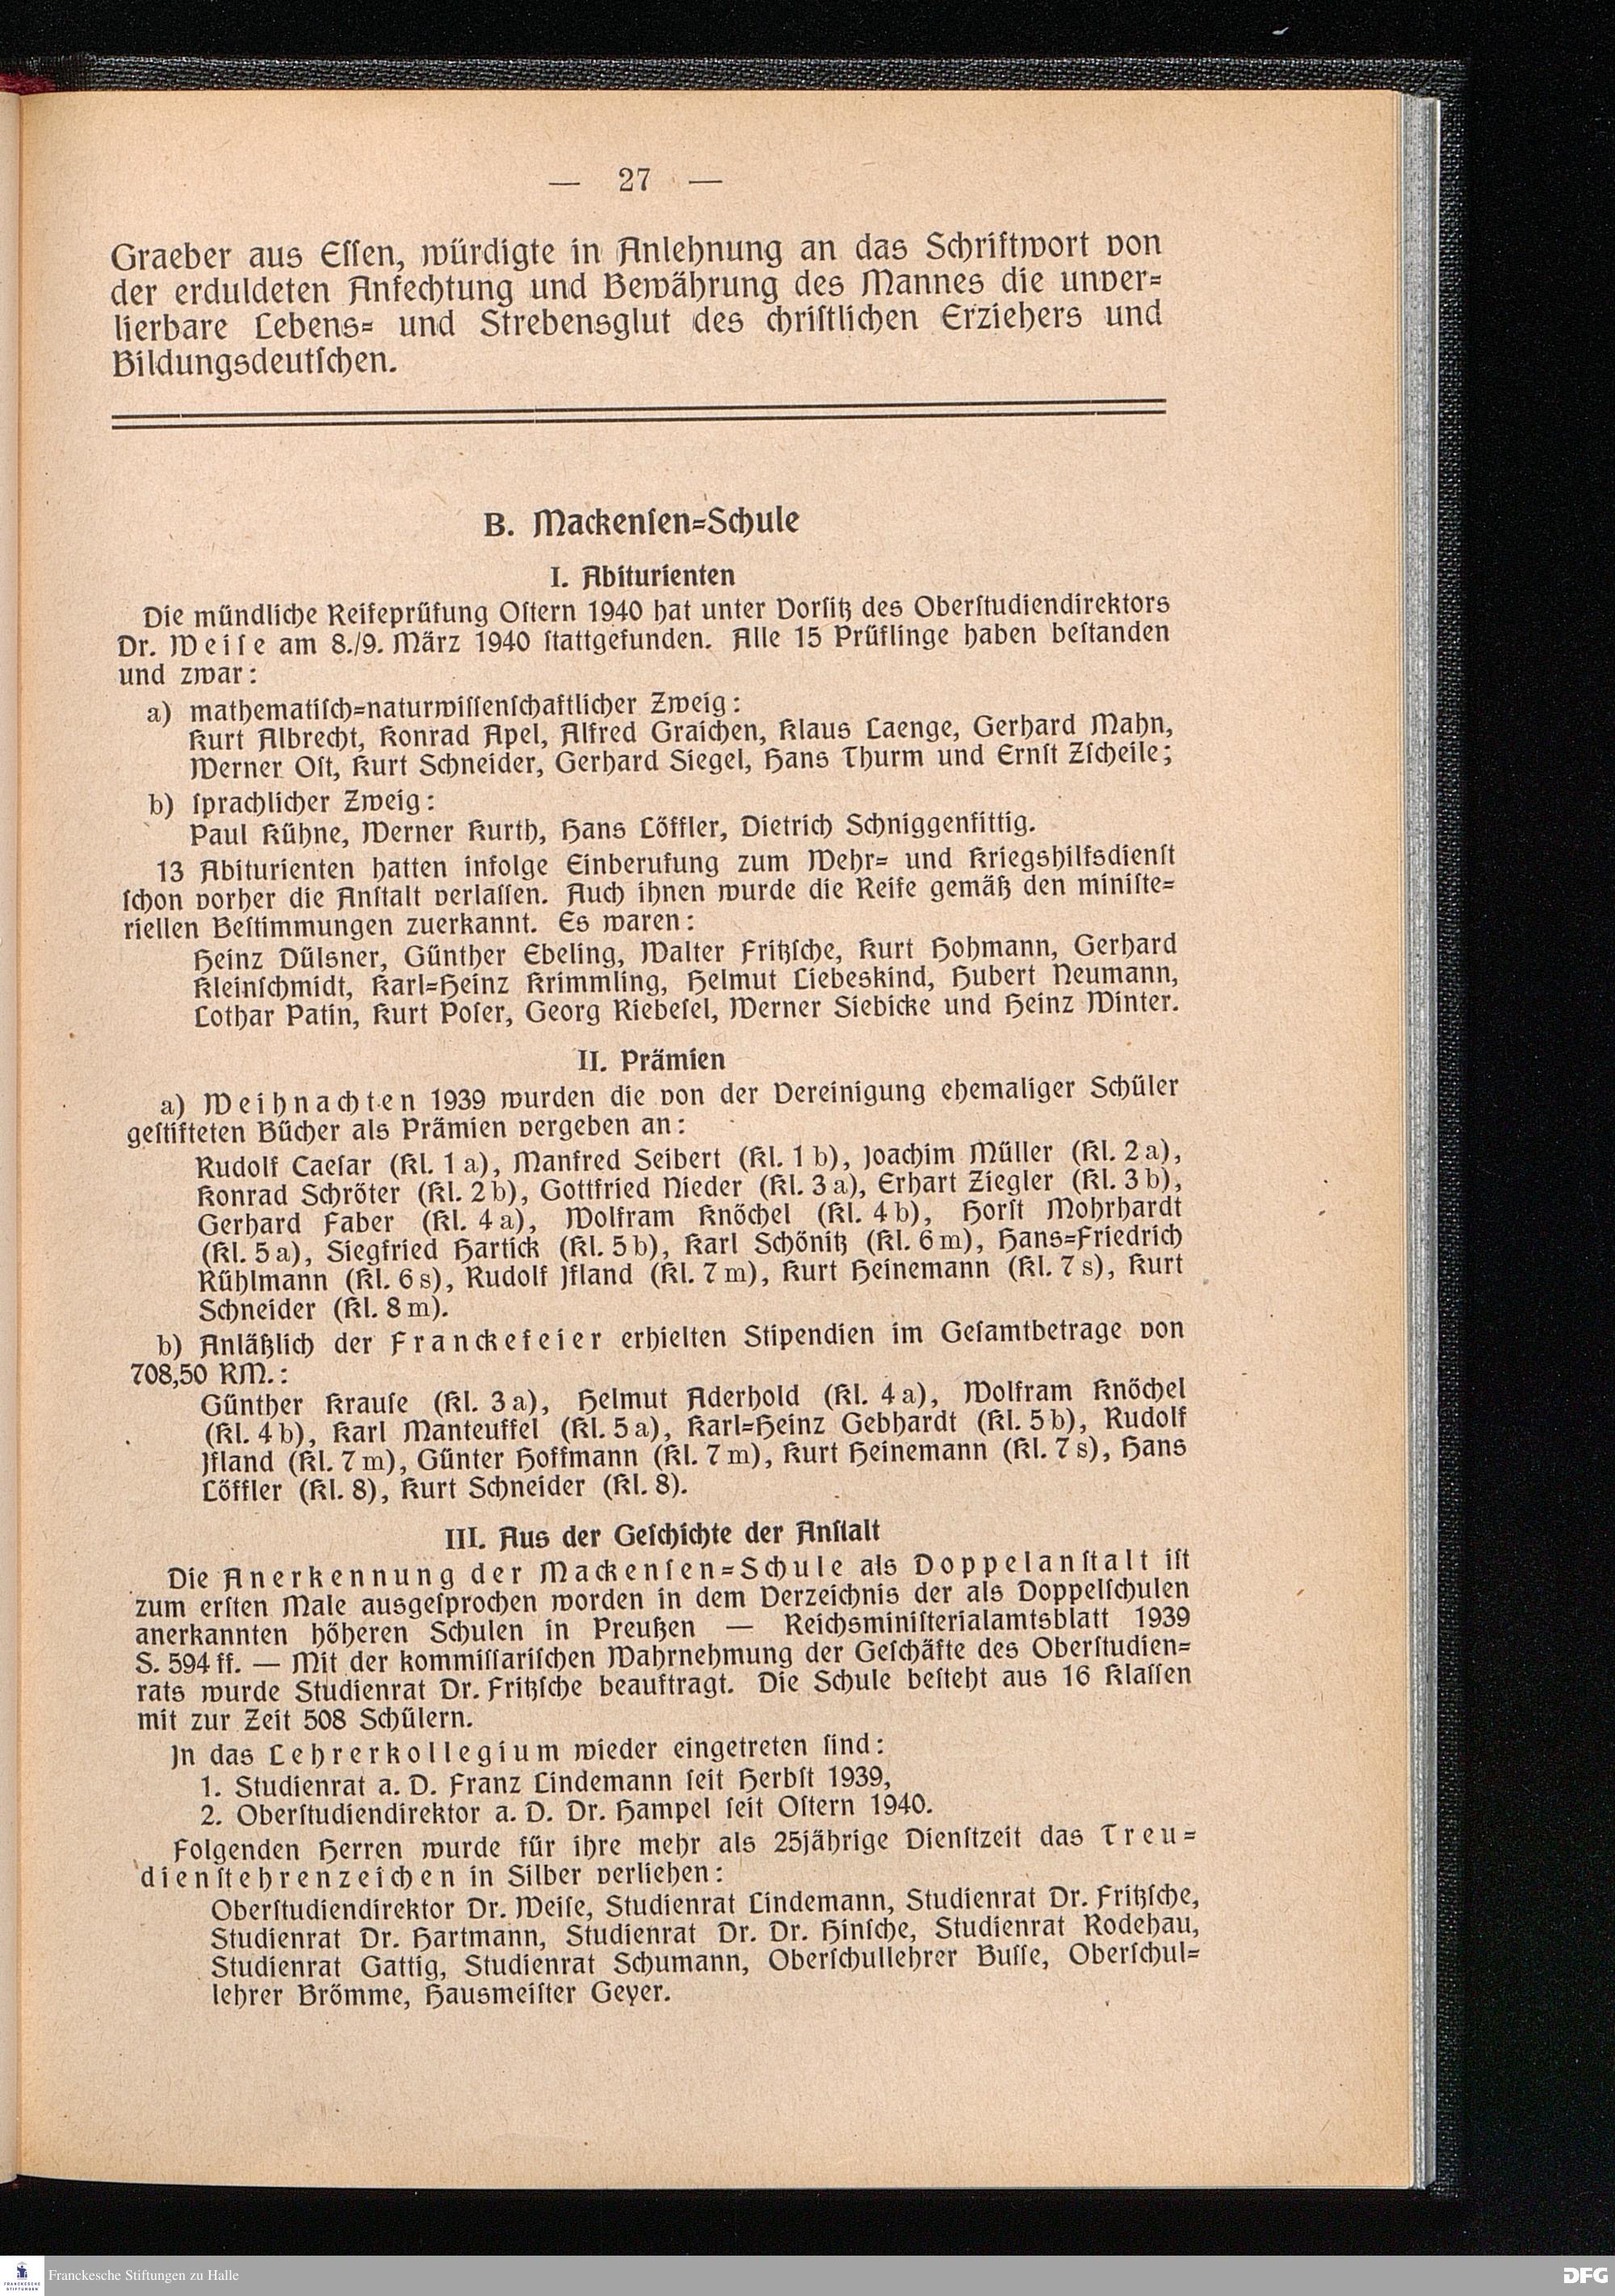 — 27 —
Graeber aus Eſſen, würdigte in Anlehnung an das Schriftwort von
der erduldeten Anfechtung und Bewährung des Mannes die unver-
lierbare Lebens- und Strebensglut des chriſtlichen Erziehers und
Bildungsdeutſchen.
B. Mackenſen-Schule
I. Abiturienten
Die mündliche Reifeprüfung Oſtern 1940 hat unter Vorſitz des Oberſtudiendirektors
Dr. Weiſe am 8./9. März 1940 ſtattgefunden. Alle 15 Prüflinge haben beſtanden
und zwar:
a) mathematiſch-naturwiſſenſchaftlicher Zweig:
Kurt Albrecht, Konrad Apel, Alfred Graichen, Klaus Laenge, Gerhard Mahn,
Werner Oſt, Kurt Schneider, Gerhard Siegel, Hans Thurm und Ernſt Zſcheile;
b) ſprachlicher Zweig:
Paul Kühne, Werner Kurth, Hans Löffler, Dietrich Schniggenfittig.
13 Abiturienten hatten infolge Einberufung zum Wehr- und Kriegshilfsdienſt
ſchon vorher die Anſtalt verlaſſen. Auch ihnen wurde die Reife gemäß den miniſte-
riellen Beſtimmungen zuerkannt. Es waren:
Heinz Dülsner, Günther Ebeling, Walter Fritzſche, Kurt Hohmann, Gerhard
Kleinſchmidt, Karl-Heinz Krimmling, Helmut Liebeskind, Hubert Neumann,
Lothar Patin, Kurt Poſer, Georg Riebeſel, Werner Siebicke und Heinz Winter.
II. Prämien
a) Weihnachten 1939 wurden die von der Vereinigung ehemaliger Schüler
geſtifteten Bücher als Prämien vergeben an:
Rudolf Caeſar (Kl. 1 a), Manfred Seibert (Kl. 1 b), Joachim Müller (Kl. 2 a),
Konrad Schröter (Kl. 2 b), Gottfried Nieder (Kl. 3 a), Erhart Ziegler (Kl. 3 b),
Gerhard Faber (Kl. 4 a), Wolfram Knöchel (Kl. 4 b), Horſt Mohrhardt
(Kl. 5 a), Siegfried Hartick (Kl. 5 b), Karl Schönitz (Kl. 6 m), Hans-Friedrich
Rühlmann (Kl. 6 s), Rudolf Ifland (Kl. 7 m), Kurt Heinemann (Kl. 7 s), Kurt
Schneider (Kl. 8 m).
b) Anläßlich der Franckefeier erhielten Stipendien im Geſamtbetrage von
708,50 RM.:
Günther Krauſe (Kl. 3 a), Helmut Aderhold (Kl. 4 a), Wolfram Knöchel
(Kl. 4 b), Karl Manteuffel (Kl. 5 a), Karl-Heinz Gebhardt (Kl. 5 b), Rudolf
Ifland (Kl. 7 m), Günter Hoffmann (Kl. 7 m), Kurt Heinemann (Kl. 7 s), Hans
Löffler (Kl. 8), Kurt Schneider (Kl. 8).
III. Aus der Geſchichte der Anſtalt
Die Anerkennung der Mackenſen-Schule als Doppelanſtalt iſt
zum erſten Male ausgeſprochen worden in dem Verzeichnis der als Doppelſchulen
anerkannten höheren Schulen in Preußen — Reichsminiſterialamtsblatt 1939
S. 594 ff. — Mit der kommiſſariſchen Wahrnehmung der Geſchäfte des Oberſtudien-
rats wurde Studienrat Dr. Fritzſche beauftragt. Die Schule beſteht aus 16 Klaſſen
mit zur Zeit 508 Schülern.
In das Lehrerkollegium wieder eingetreten ſind:
1. Studienrat a. D. Franz Lindemann ſeit Herbſt 1939,
2. Oberſtudiendirektor a. D. Dr. Hampel ſeit Oſtern 1940.
Folgenden Herren wurde für ihre mehr als 25jährige Dienſtzeit das Treu-
dienſtehrenzeichen in Silber verliehen:
Oberſtudiendirektor Dr. Weiſe, Studienrat Lindemann, Studienrat Dr. Fritzſche,
Studienrat Dr. Hartmann, Studienrat Dr. Dr. Hinſche, Studienrat Rodehau,
Studienrat Gattig, Studienrat Schumann, Oberſchullehrer Buſſe, Oberſchul-
lehrer Brömme, Hausmeiſter Geyer.
FRANCKESCHE STIFTUNGEN
Franckesche Stiftungen zu Halle
DFG